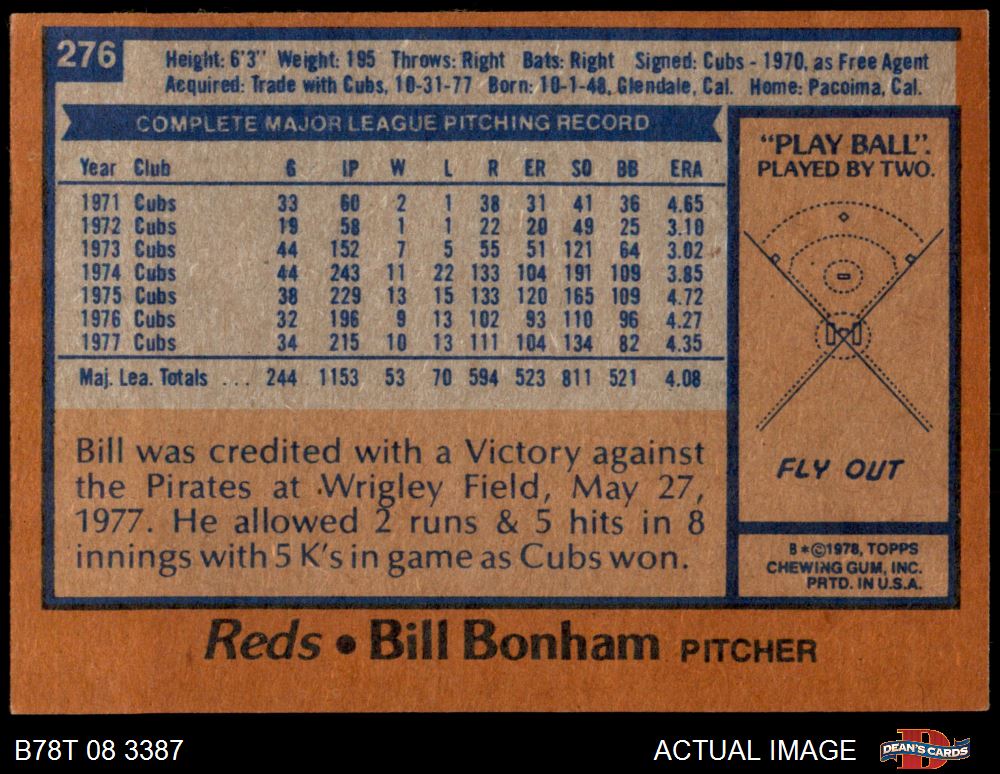 276
Height: 6'3" Weight: 195 Throws: Right Bats: Right Signed: Cubs - 1970, as Free Agent
Acquired: Trade with Cubs, 10-31-77 Born: 10-1-48, Glendale, Cal. Home: Pacoima, Cal.
COMPLETE MAJOR LEAGUE PITCHING RECORD
Year Club G IP W L R ER SO BB ERA
1971 Cubs 33 60 2 1 38 31 41 36 4.65
1972 Cubs 19 58 1 1 22 20 49 25 3.10
1973 Cubs 44 152 7 5 55 51 121 64 3.02
1974 Cubs 44 243 11 22 133 104 191 109 3.85
1975 Cubs 38 229 13 15 133 120 165 109 4.72
1976 Cubs 32 196 9 13 102 93 110 96 4.27
1977 Cubs 34 215 10 13 111 104 134 82 4.35
Maj. Lea. Totals ... 244 1153 53 70 594 523 811 521 4.08
Bill was credited with a Victory against
the Pirates at Wrigley Field, May 27,
1977. He allowed 2 runs & 5 hits in 8
innings with 5 K's in game as Cubs won.
"PLAY BALL".
PLAYED BY TWO.
FLY OUT
B*©1978, TOPPS
CHEWING GUM, INC.
PRTD. IN U.S.A.
Reds • Bill Bonham PITCHER
B78T 08 3387
ACTUAL IMAGE
DEAN'S CARDS